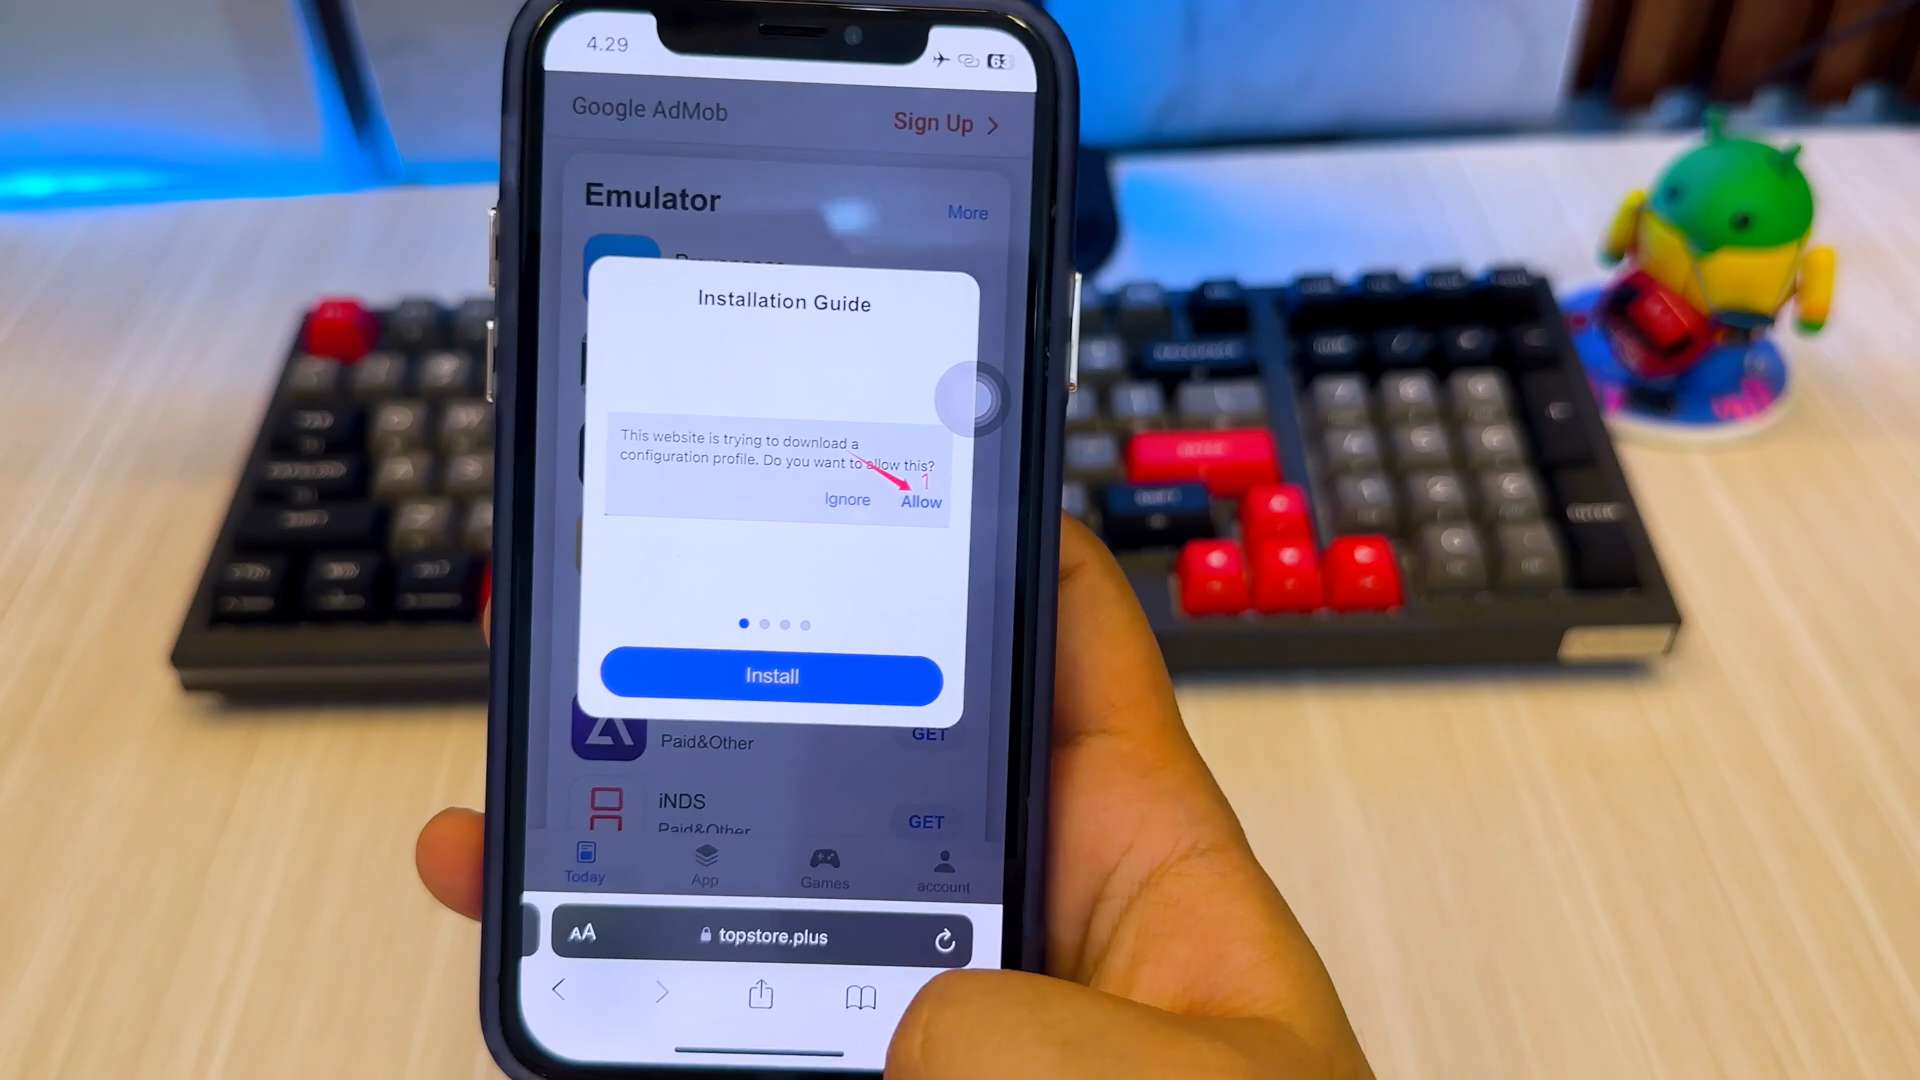 4.29
63
Google AdMob
Sign Up
Emulator
More
Installation Guide
This website is trying to download a
configuration profile. Do you want to allow this?
1
Ignore
Allow
Install
Paid&Other
GET
iNDS
Paid&Other
GET
Today
App
Games
account
AA
topstore.plus